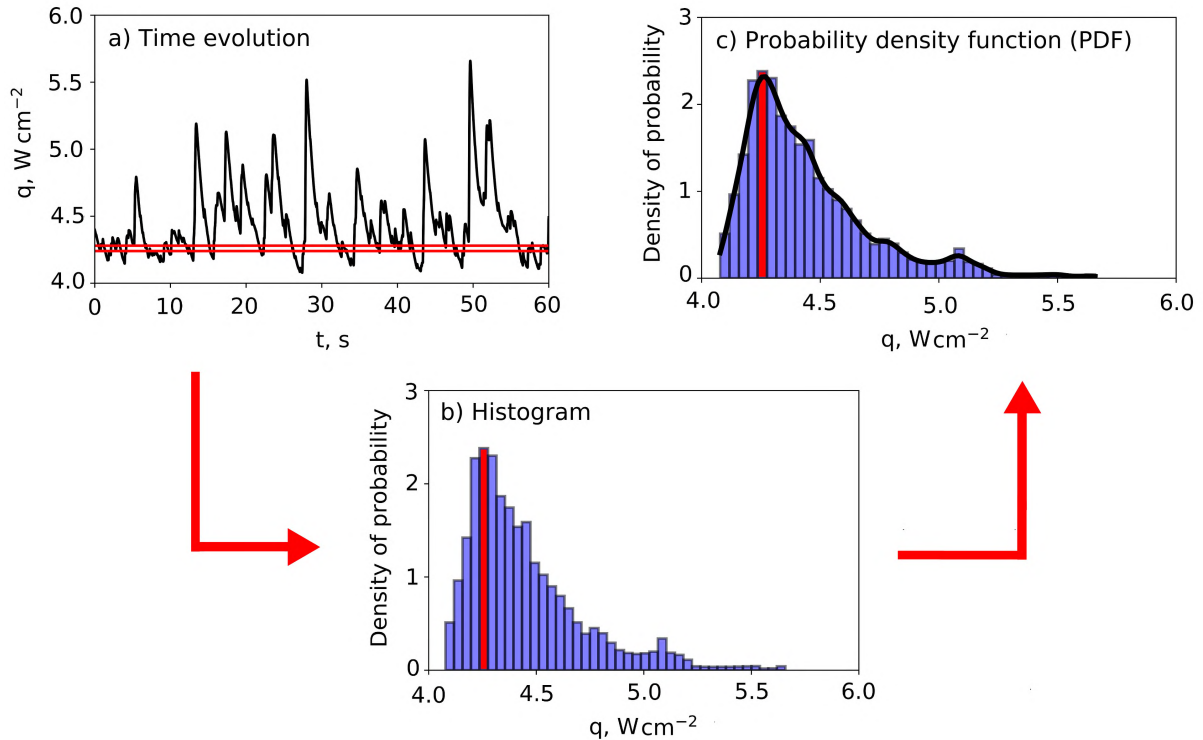 a) Time evolution
6.0
5.5
5.0
4.5
4.0
q, W cm⁻²
0 10 20 30 40 50 60
t, s
c) Probability density function (PDF)
3
2
1
0
Density of probability
4.0 4.5 5.0 5.5 6.0
q, Wcm⁻²
b) Histogram
3
2
1
0
Density of probability
4.0 4.5 5.0 5.5 6.0
q, Wcm⁻²